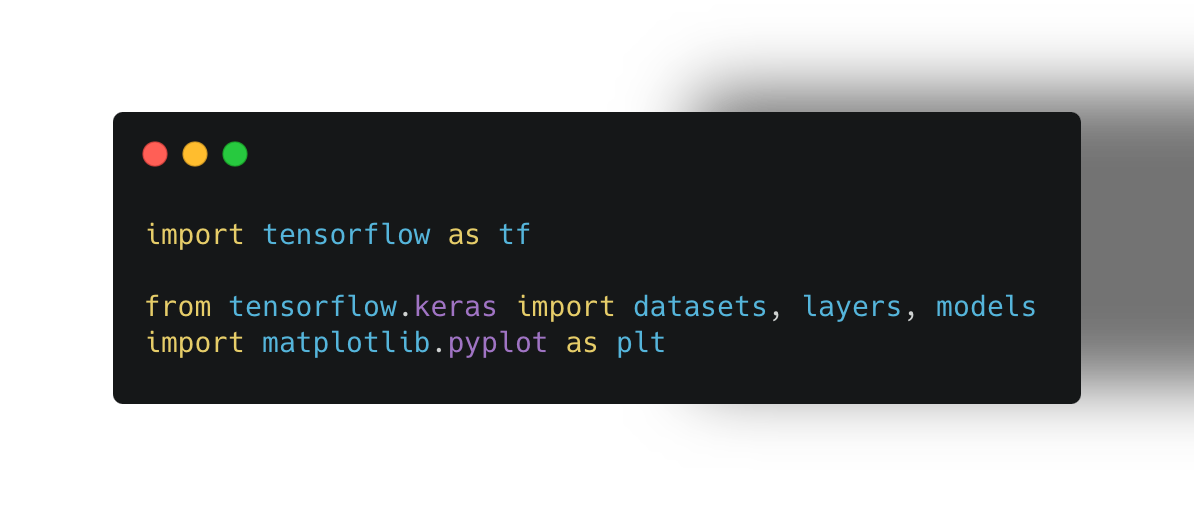 import tensorflow as tf
from tensorflow.keras import datasets, layers, models
import matplotlib.pyplot as plt